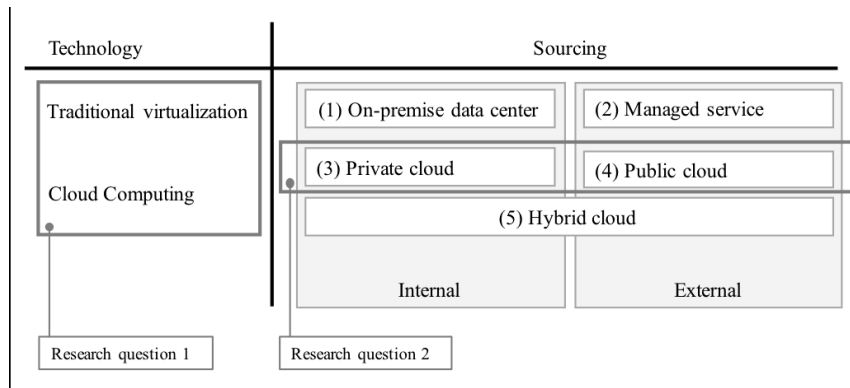 Technology
Sourcing
Traditional virtualization
(1) On-premise data center
(2) Managed service
Cloud Computing
(3) Private cloud
(4) Public cloud
(5) Hybrid cloud
Internal
External
Research question 1
Research question 2